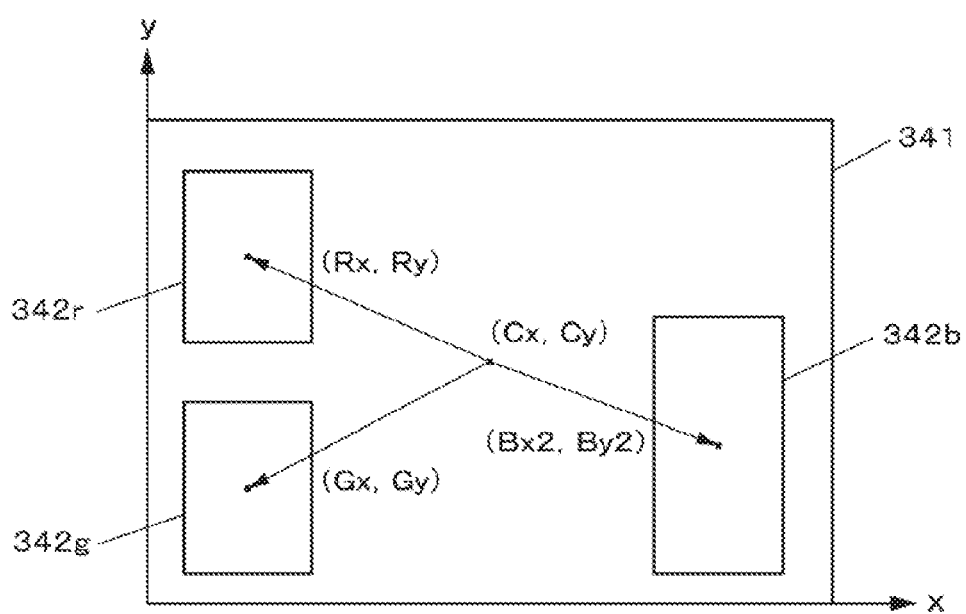 y
341
(Rx, Ry)
342r
(Cx, Cy)
342b
(Bx2, By2)
(Gx, Gy)
342g
x